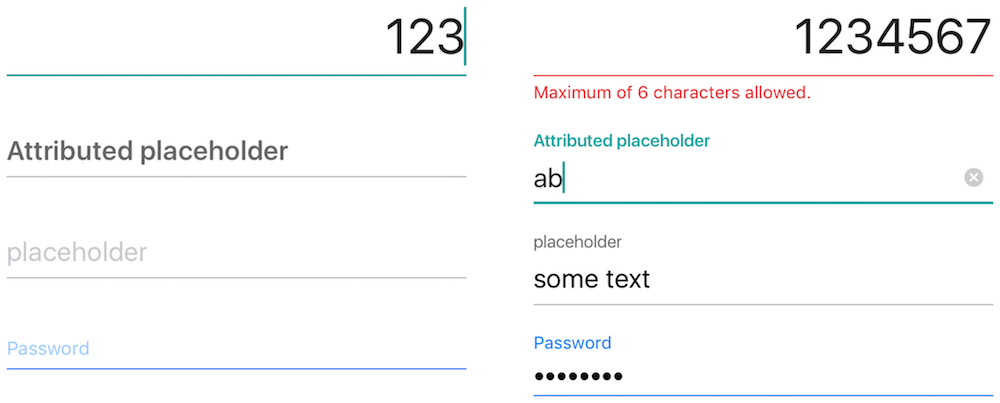 123
Attributed placeholder
placeholder
Password
1234567
Maximum of 6 characters allowed.
Attributed placeholder
ab
placeholder
some text
Password
••••••••